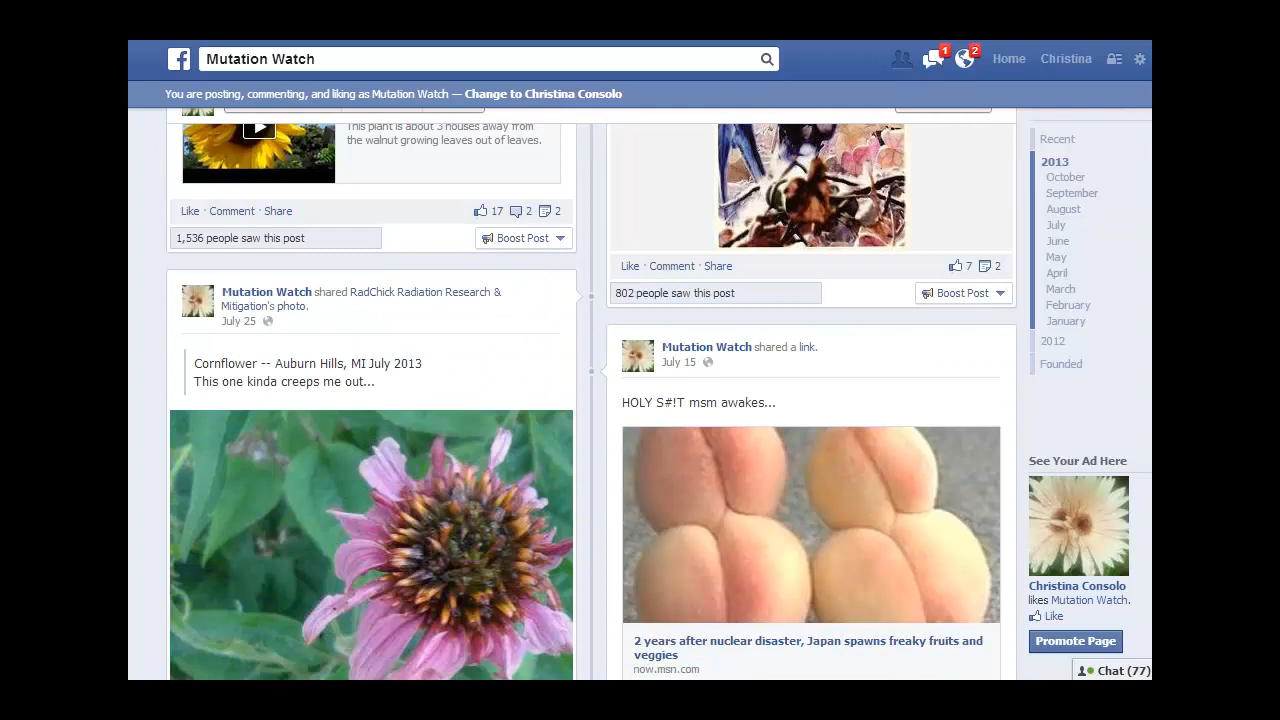 Mutation Watch
1
2
Home
Christina
You are posting, commenting, and liking as Mutation Watch — Change to Christina Consolo
This plant is about 3 houses away from
the walnut growing leaves out of leaves.
Like · Comment · Share
17
2
2
1,536 people saw this post
Boost Post
Mutation Watch shared RadChick Radiation Research &
Mitigation's photo.
July 25
Cornflower -- Auburn Hills, MI July 2013
This one kinda creeps me out...
Like · Comment · Share
7
2
802 people saw this post
Boost Post
Mutation Watch shared a link.
July 15
HOLY S#!T msm awakes...
2 years after nuclear disaster, Japan spawns freaky fruits and
veggies
now.msn.com
Recent
2013
October
September
August
July
June
May
April
March
February
January
2012
Founded
See Your Ad Here
Christina Consolo
likes Mutation Watch.
Like
Promote Page
Chat (77)